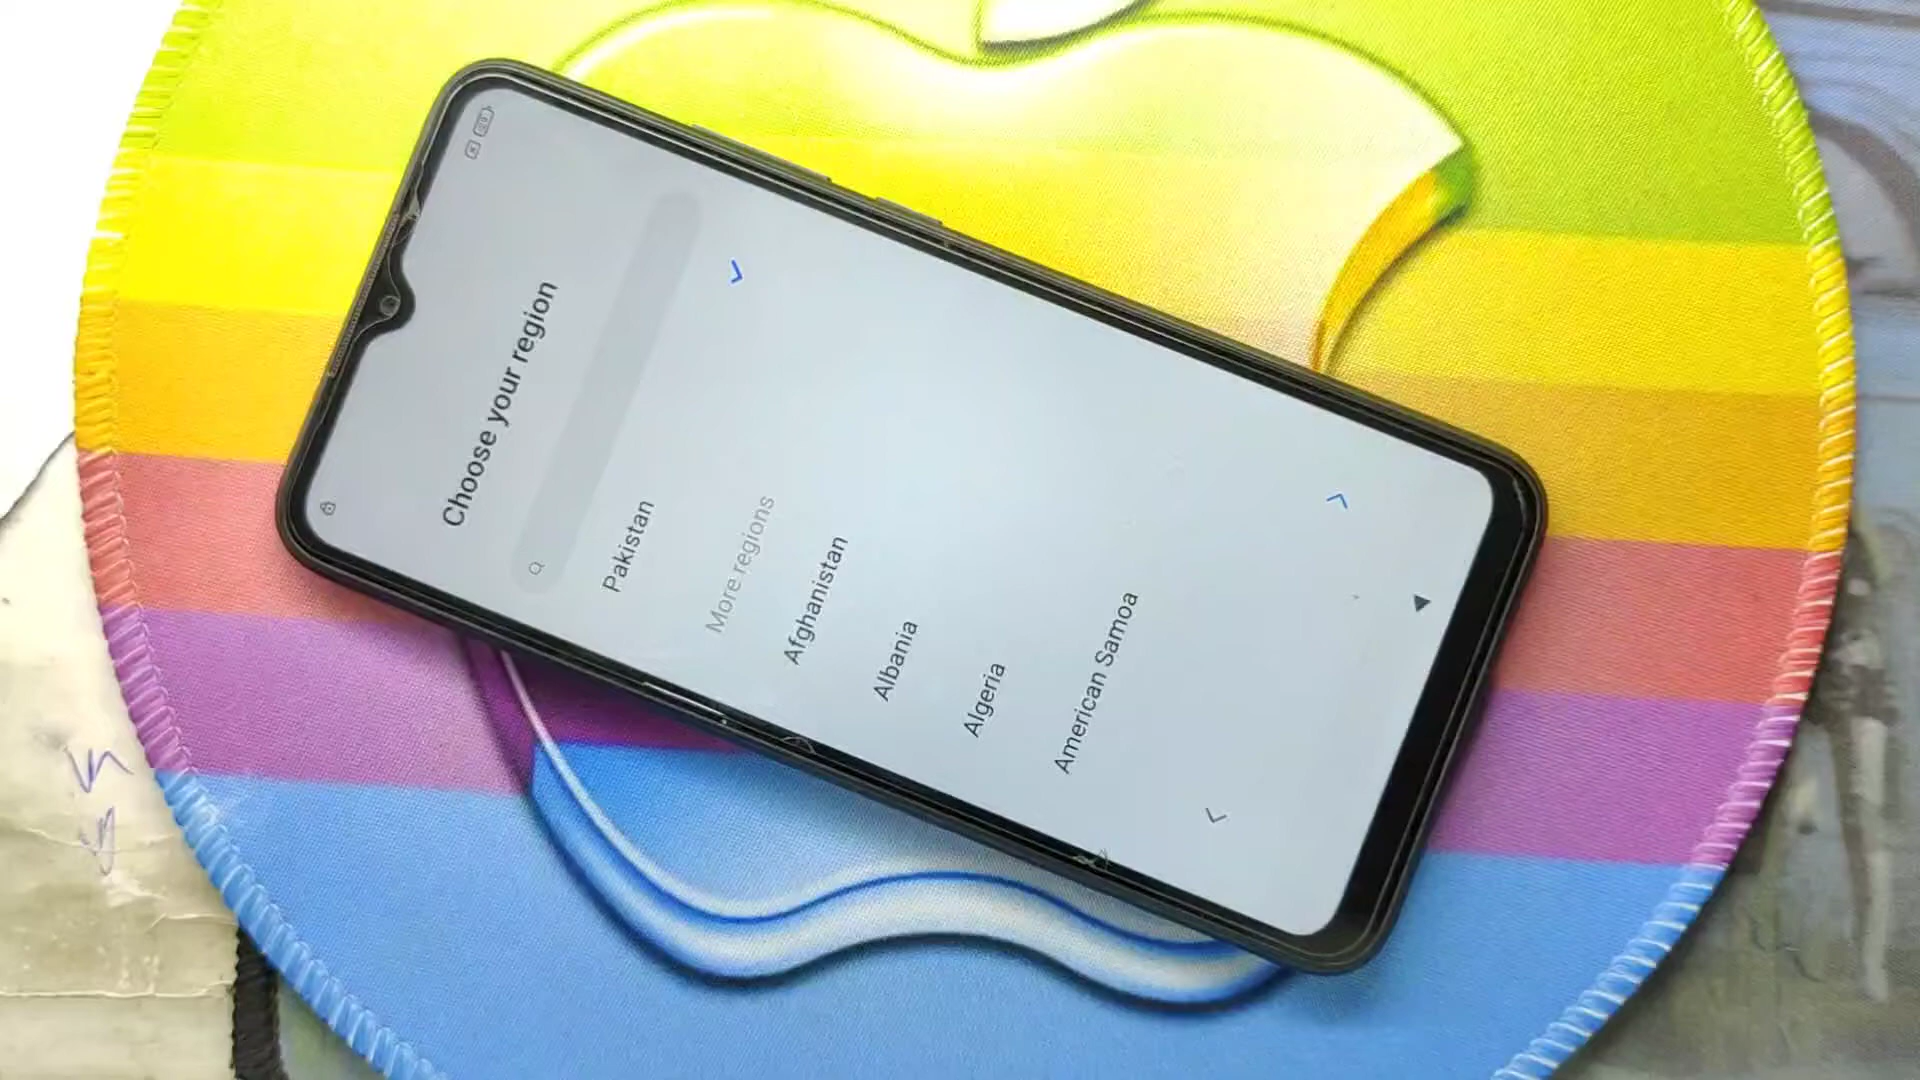 Choose your region
Pakistan
More regions
Afghanistan
Albania
Algeria
American Samoa